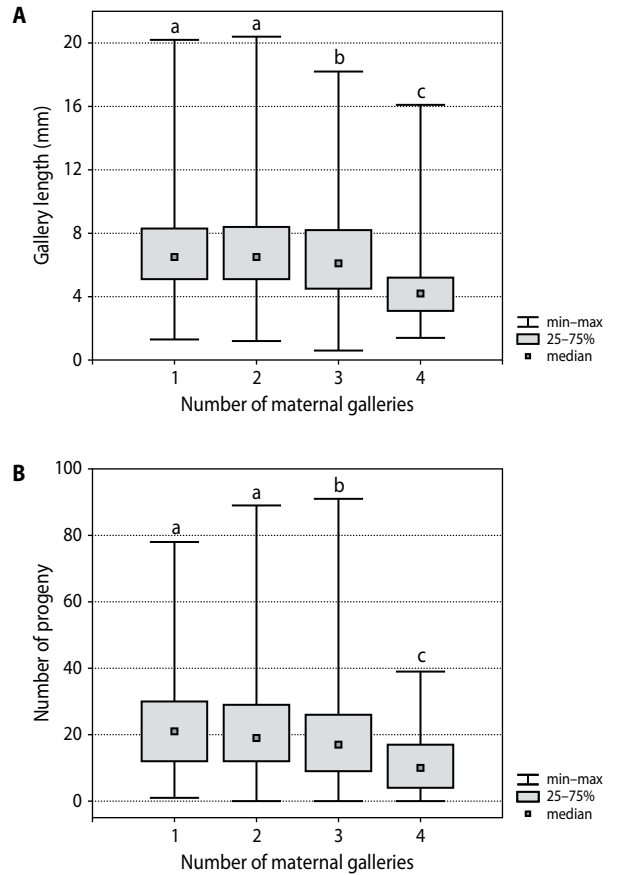 A
a a b c
20
16
12
8
4
0
Gallery length (mm)
1 2 3 4
Number of maternal galleries
min–max
25–75%
median
B
a a b c
100
80
60
40
20
0
Number of progeny
1 2 3 4
Number of maternal galleries
min–max
25–75%
median